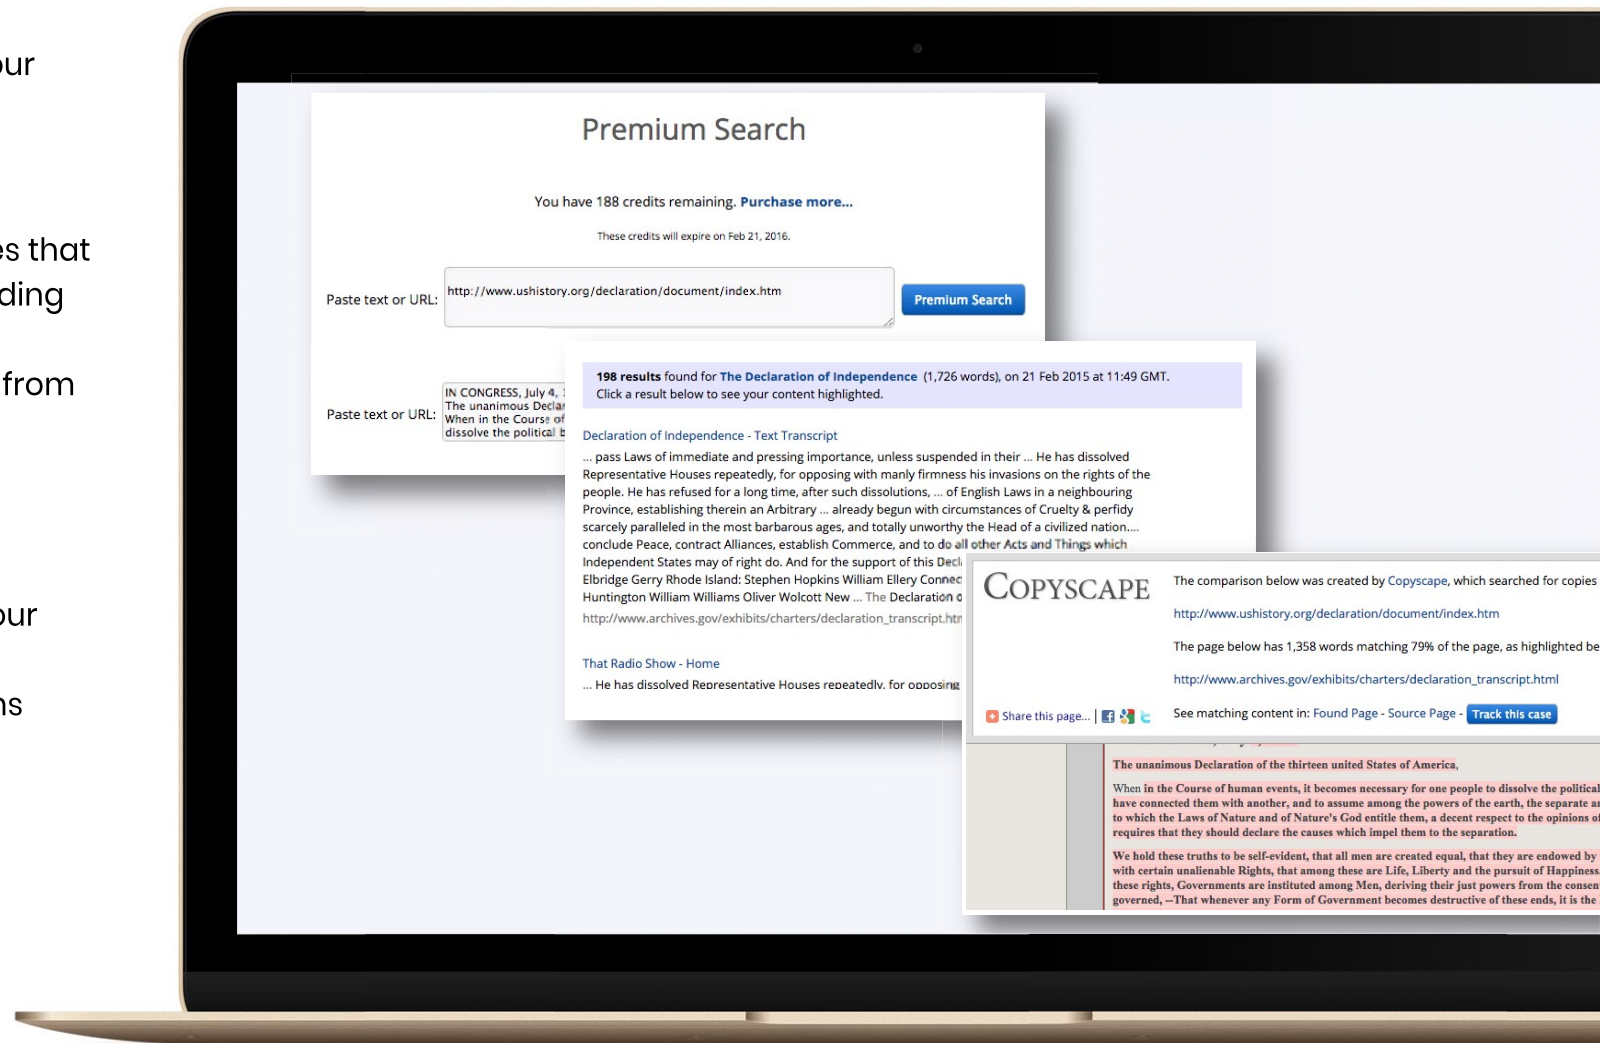 our
es that
ding
from
our
ns
Premium Search
You have 188 credits remaining. Purchase more...
These credits will expire on Feb 21, 2016.
Paste text or URL:
http://www.ushistory.org/declaration/document/index.htm
Premium Search
Paste text or URL:
IN CONGRESS, July 4,
The unanimous Decla
When in the Course of
dissolve the political b
198 results found for The Declaration of Independence (1,726 words), on 21 Feb 2015 at 11:49 GMT.
Click a result below to see your content highlighted.
Declaration of Independence - Text Transcript
... pass Laws of immediate and pressing importance, unless suspended in their ... He has dissolved
Representative Houses repeatedly, for opposing with manly firmness his invasions on the rights of the
people. He has refused for a long time, after such dissolutions, ... of English Laws in a neighbouring
Province, establishing therein an Arbitrary ... already begun with circumstances of Cruelty & perfidy
scarcely paralleled in the most barbarous ages, and totally unworthy the Head of a civilized nation....
conclude Peace, contract Alliances, establish Commerce, and to do all other Acts and Things which
Independent States may of right do. And for the support of this Decl
Elbridge Gerry Rhode Island: Stephen Hopkins William Ellery Connec
Huntington William Williams Oliver Wolcott New ... The Declaration o
http://www.archives.gov/exhibits/charters/declaration_transcript.htm
That Radio Show - Home
... He has dissolved Representative Houses repeatedly, for opposing
COPYSCAPE
The comparison below was created by Copyscape, which searched for copies
http://www.ushistory.org/declaration/document/index.htm
The page below has 1,358 words matching 79% of the page, as highlighted be
http://www.archives.gov/exhibits/charters/declaration_transcript.html
Share this page... |
See matching content in: Found Page - Source Page - Track this case
The unanimous Declaration of the thirteen united States of America,
When in the Course of human events, it becomes necessary for one people to dissolve the political
have connected them with another, and to assume among the powers of the earth, the separate a
to which the Laws of Nature and of Nature's God entitle them, a decent respect to the opinions of
requires that they should declare the causes which impel them to the separation.
We hold these truths to be self-evident, that all men are created equal, that they are endowed by
with certain unalienable Rights, that among these are Life, Liberty and the pursuit of Happiness.
these rights, Governments are instituted among Men, deriving their just powers from the consen
governed, --That whenever any Form of Government becomes destructive of these ends, it is the